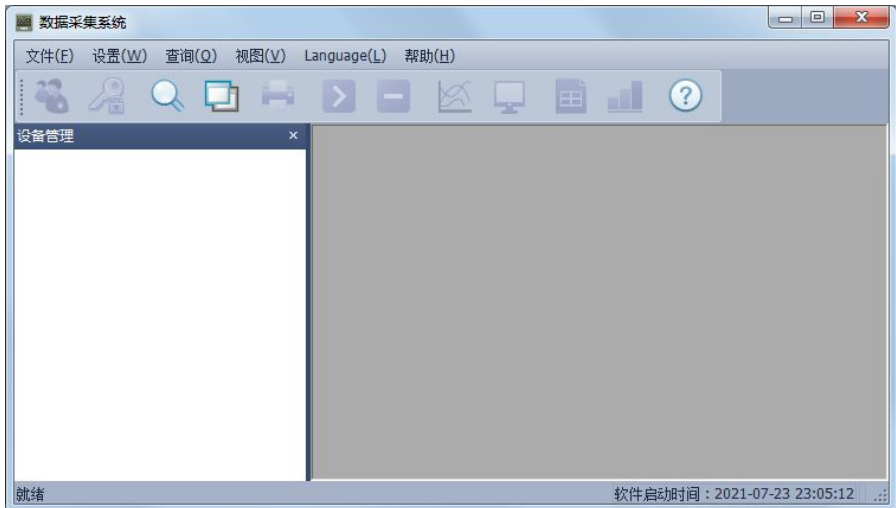 数据采集系统
文件(F) 设置(W) 查询(Q) 视图(V) Language(L) 帮助(H)
设备管理
就绪 软件启动时间：2021-07-23 23:05:12